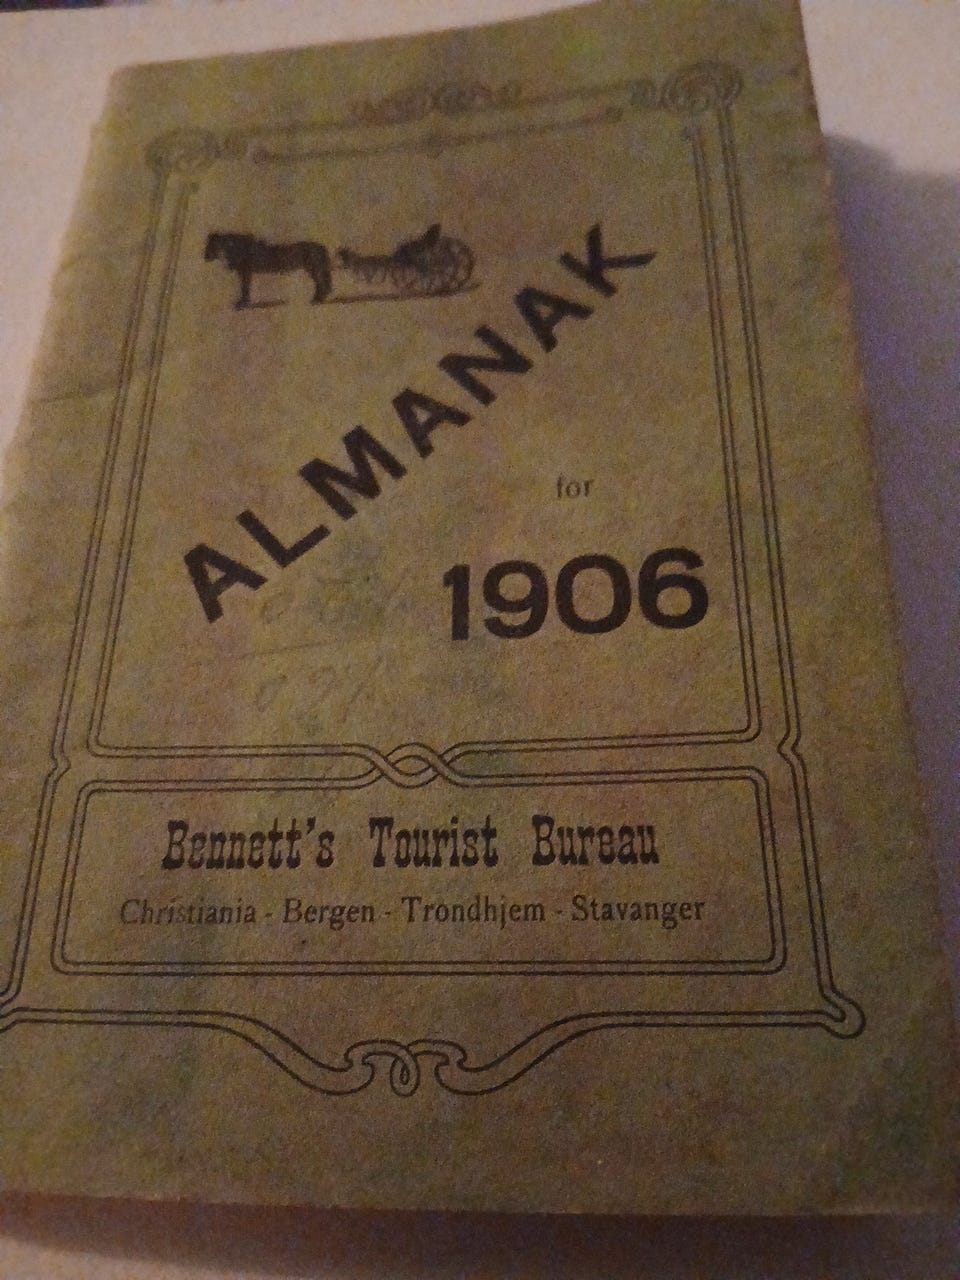 ALMANAK
for
1906
Bennett's Tourist Bureau
Christiania - Bergen - Trondhjem - Stavanger